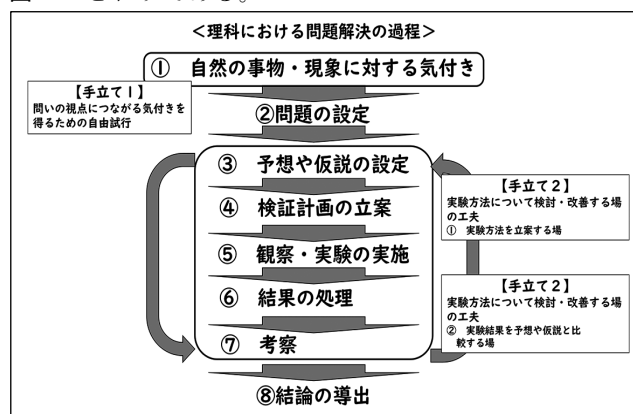 ＜理科における問題解決の過程＞
① 自然の事物・現象に対する気付き
【手立て１】
問いの視点につながる気付きを
得るための自由試行
②問題の設定
③ 予想や仮説の設定
④ 検証計画の立案
⑤ 観察・実験の実施
⑥ 結果の処理
⑦ 考察
⑧結論の導出
【手立て２】
実験方法について検討・改善する場
の工夫
① 実験方法を立案する場
【手立て２】
実験方法について検討・改善する場
の工夫
② 実験結果を予想や仮説と比
較する場